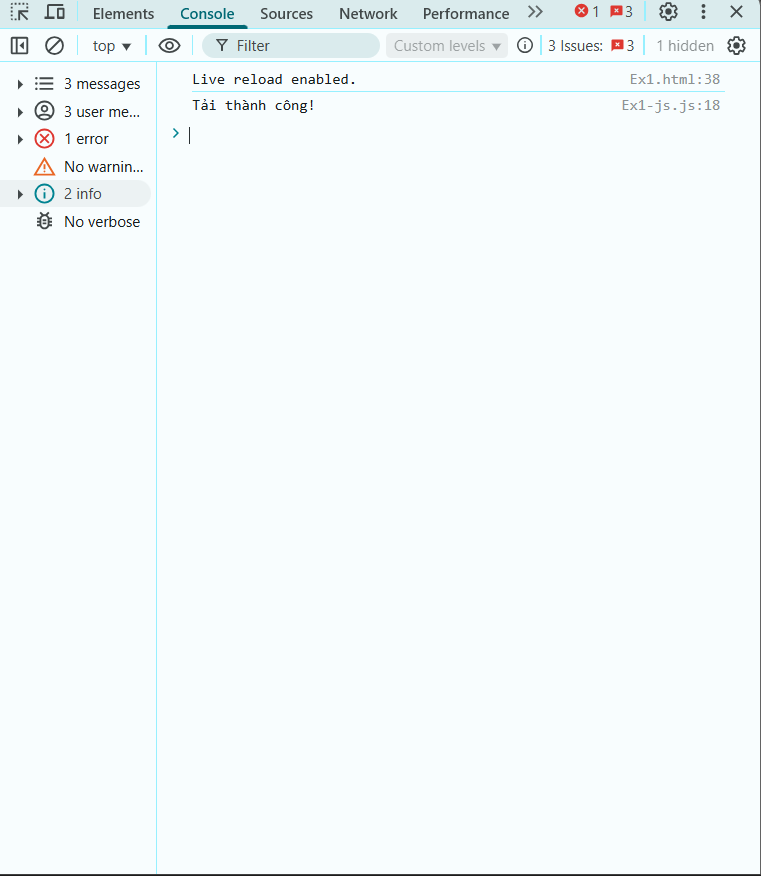 Elements Console Sources Network Performance 1 3
top Filter Custom levels 3 Issues: 3 1 hidden
3 messages
3 user me...
1 error
No warnin...
2 info
No verbose
Live reload enabled. Ex1.html:38
Tải thành công! Ex1-js.js:18